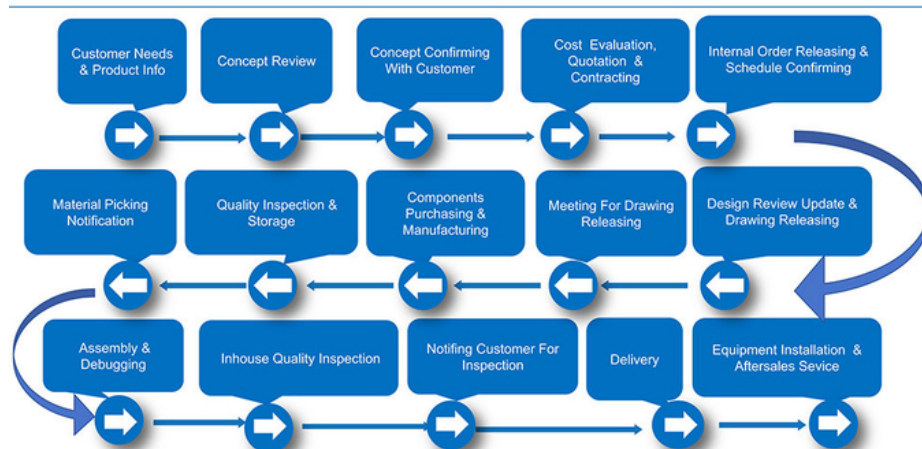 Customer Needs
& Product Info
Concept Review
Concept Confirming
With Customer
Cost Evaluation,
Quotation &
Contracting
Internal Order Releasing &
Schedule Confirming
Material Picking
Notification
Quality Inspection &
Storage
Components
Purchasing &
Manufacturing
Meeting For Drawing
Releasing
Design Review Update &
Drawing Releasing
Assembly &
Debugging
Inhouse Quality Inspection
Notifing Customer For
Inspection
Delivery
Equipment Installation &
Aftersales Sevice